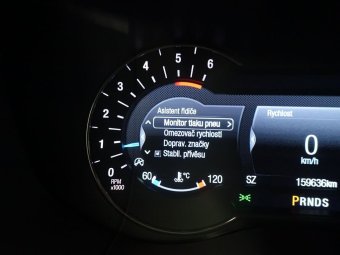 6
5
4
3
2
1
0
RPM
x1000
Asistent řidiče
Monitor tlaku pneu >
Omezovač rychlosti
Doprav. značky
Stabil. přívěsu
60 °C 120
Rychlost
0
km/h
SZ 159636km
PRNDS